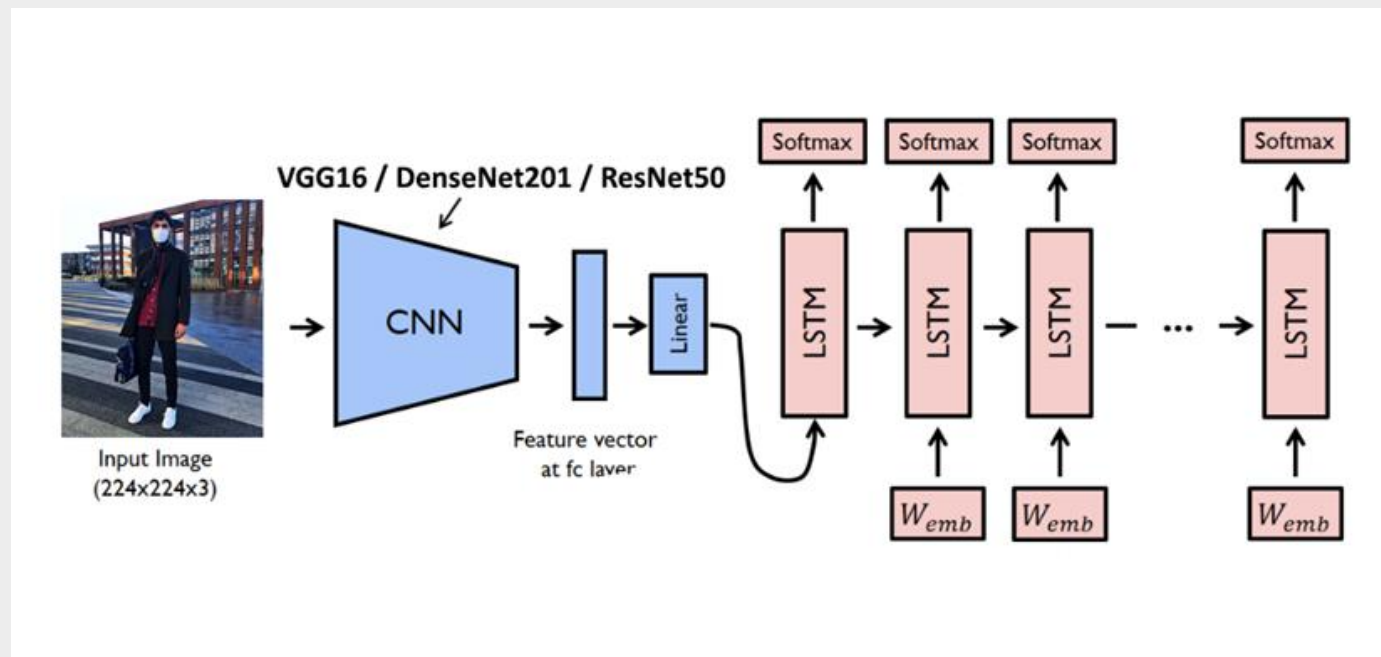 VGG16 / DenseNet201 / ResNet50
Input Image
(224x224x3)
CNN
Feature vector
at fc layer
Linear
Softmax
Softmax
Softmax
Softmax
LSTM
LSTM
LSTM
...
LSTM
W_emb
W_emb
W_emb